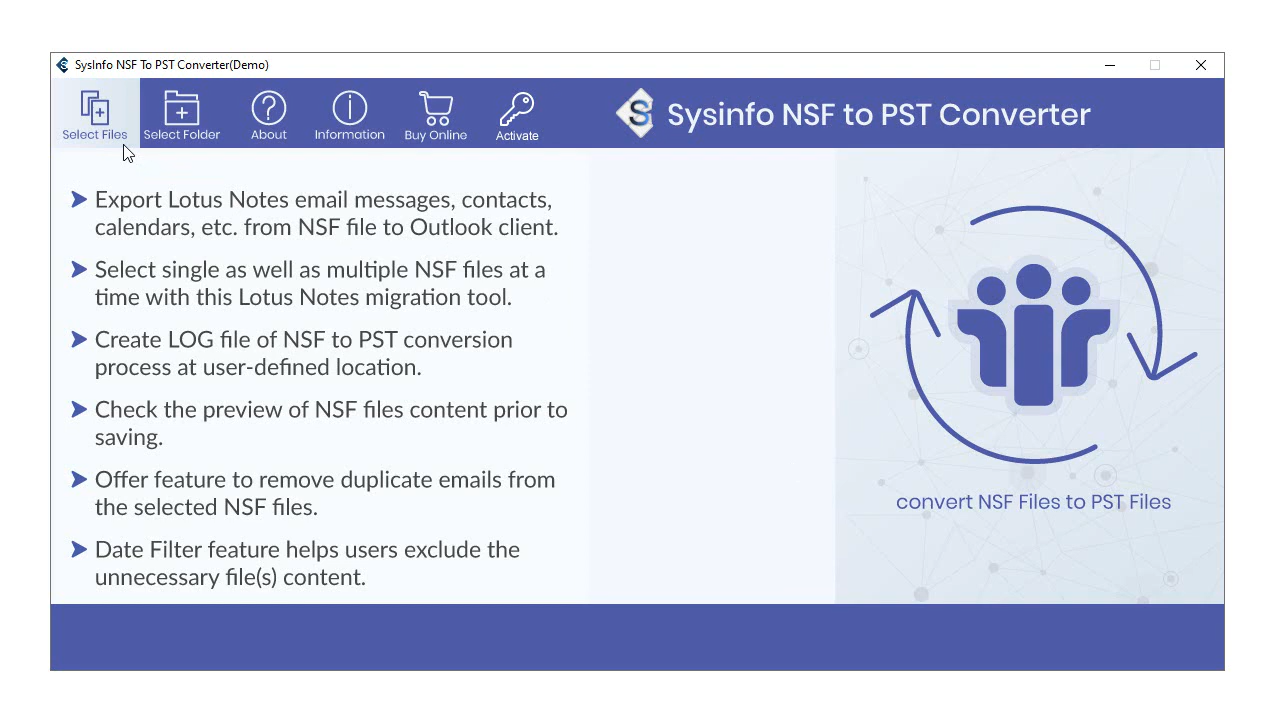 SysInfo NSF To PST Converter(Demo)
Select Files
Select Folder
About
Information
Buy Online
Activate
Sysinfo NSF to PST Converter
Export Lotus Notes email messages, contacts,
calendars, etc. from NSF file to Outlook client.
Select single as well as multiple NSF files at a
time with this Lotus Notes migration tool.
Create LOG file of NSF to PST conversion
process at user-defined location.
Check the preview of NSF files content prior to
saving.
Offer feature to remove duplicate emails from
the selected NSF files.
Date Filter feature helps users exclude the
unnecessary file(s) content.
convert NSF Files to PST Files